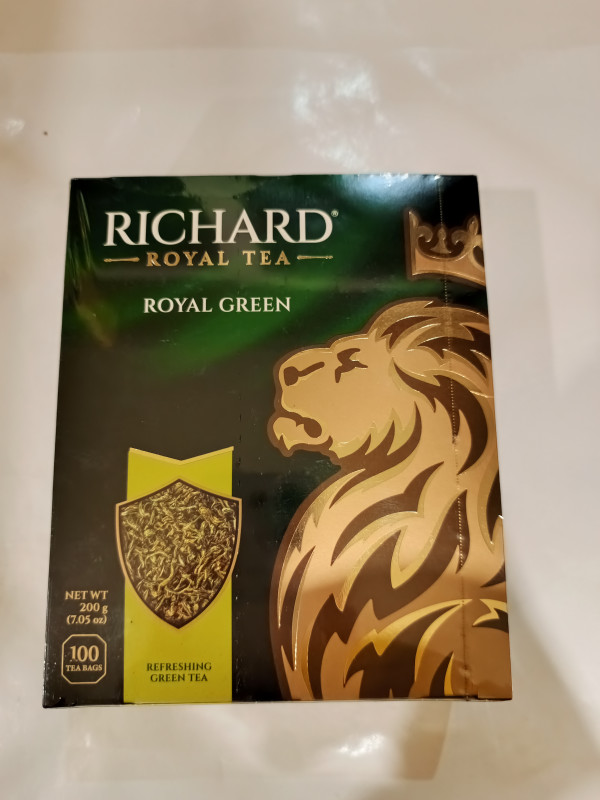 RICHARD®
ROYAL TEA
ROYAL GREEN
NET WT
200 g
(7.05 oz)
100
TEA BAGS
REFRESHING
GREEN TEA